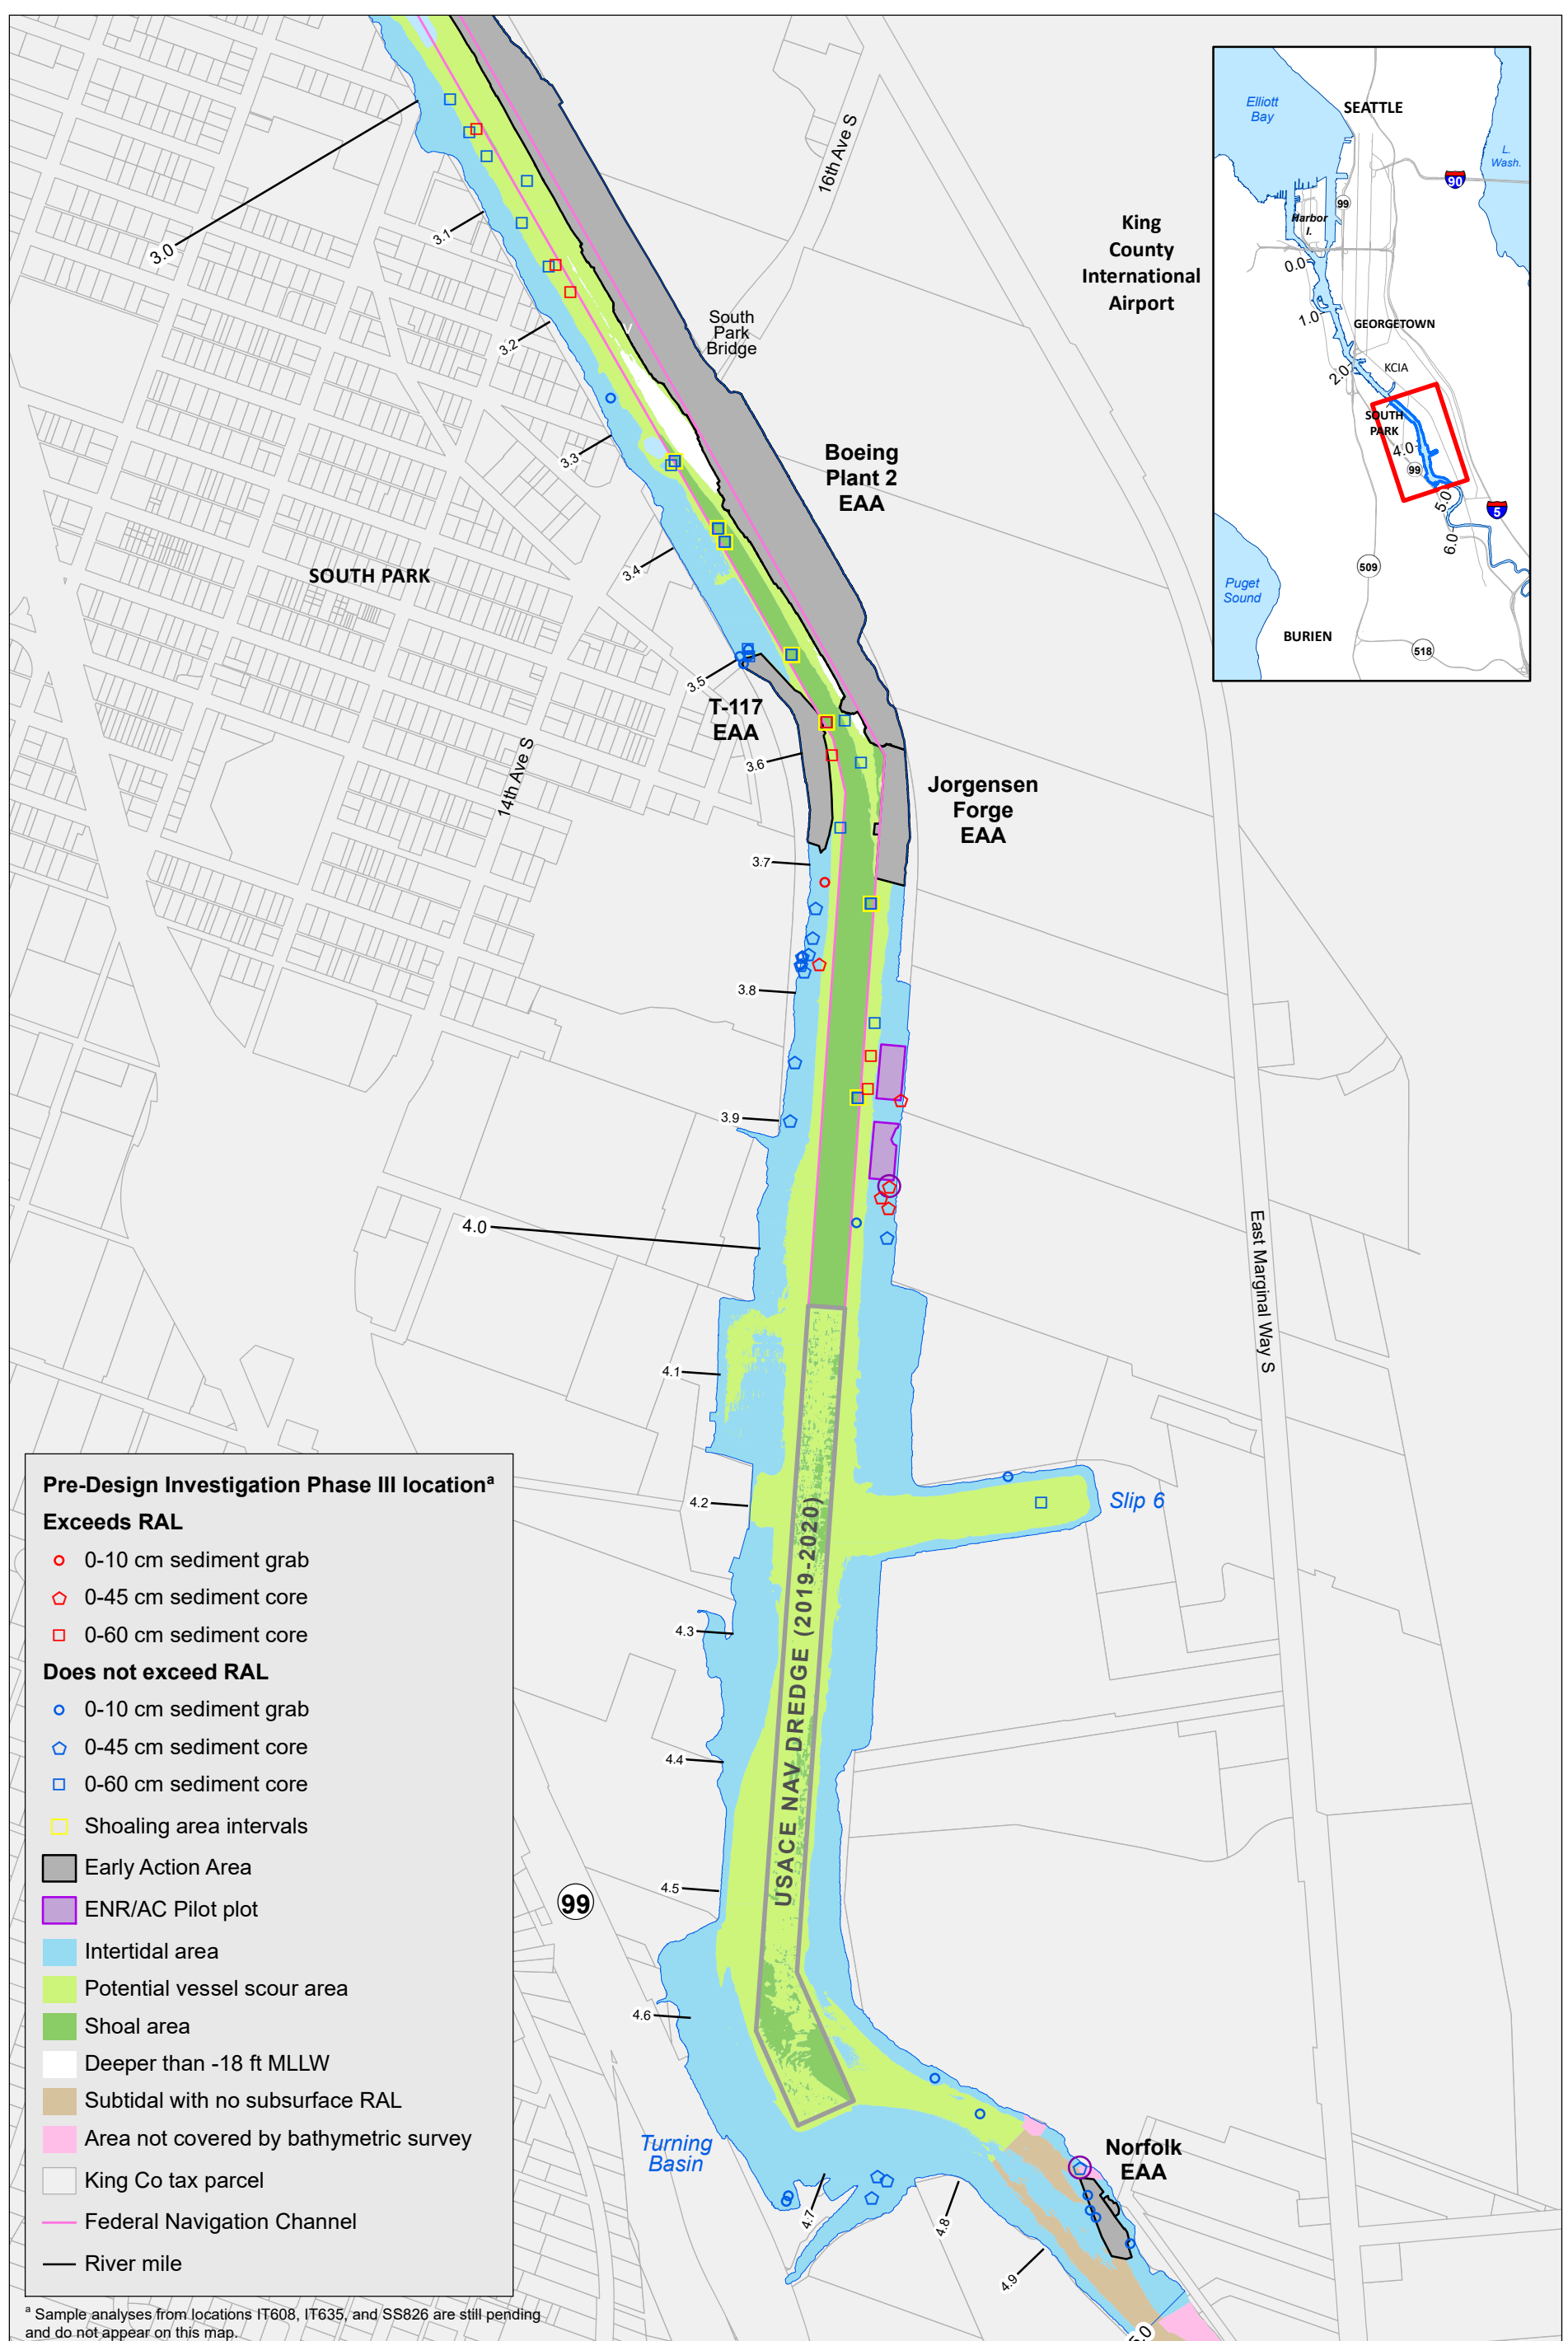 Elliott
Bay
SEATTLE
L.
Wash.
90
99
Harbor
I.
0.0
1.0
GEORGETOWN
2.0
KCIA
SOUTH
PARK
4.0
99
5.0
5
6.0
509
Puget
Sound
BURIEN
518
16th Ave S
King
County
International
Airport
3.0
3.1
South
Park
Bridge
3.2
3.3
Boeing
Plant 2
EAA
SOUTH PARK
3.4
3.5
T-117
EAA
14th Ave S
3.6
Jorgensen
Forge
EAA
3.7
3.8
3.9
4.0
East Marginal Way S
4.1
4.2
Slip 6
USACE NAV DREDGE (2019-2020)
4.3
4.4
4.5
99
4.6
Turning
Basin
4.7
4.8
4.9
Norfolk
EAA
5.0
Pre-Design Investigation Phase III locationᵃ
Exceeds RAL
0-10 cm sediment grab
0-45 cm sediment core
0-60 cm sediment core
Does not exceed RAL
0-10 cm sediment grab
0-45 cm sediment core
0-60 cm sediment core
Shoaling area intervals
Early Action Area
ENR/AC Pilot plot
Intertidal area
Potential vessel scour area
Shoal area
Deeper than -18 ft MLLW
Subtidal with no subsurface RAL
Area not covered by bathymetric survey
King Co tax parcel
Federal Navigation Channel
River mile
ᵃ Sample analyses from locations IT608, IT635, and SS826 are still pending
and do not appear on this map.